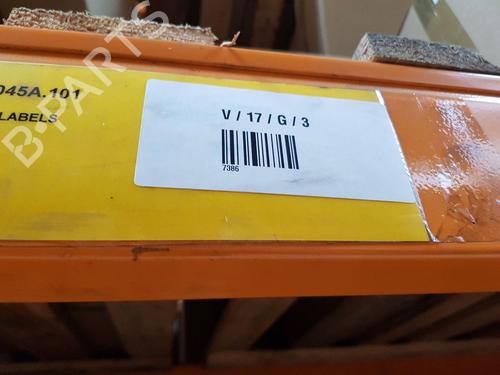 B-PARTS
045A.101
LABELS
V / 17 / G / 3
7386